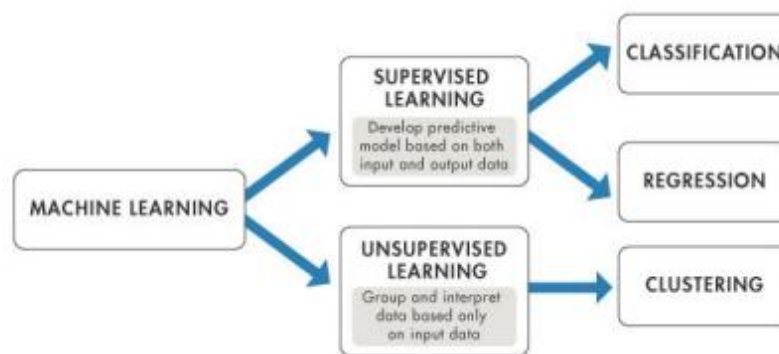 MACHINE LEARNING
SUPERVISED
LEARNING
Develop predictive
model based on both
input and output data
UNSUPERVISED
LEARNING
Group and interpret
data based only
on input data
CLASSIFICATION
REGRESSION
CLUSTERING